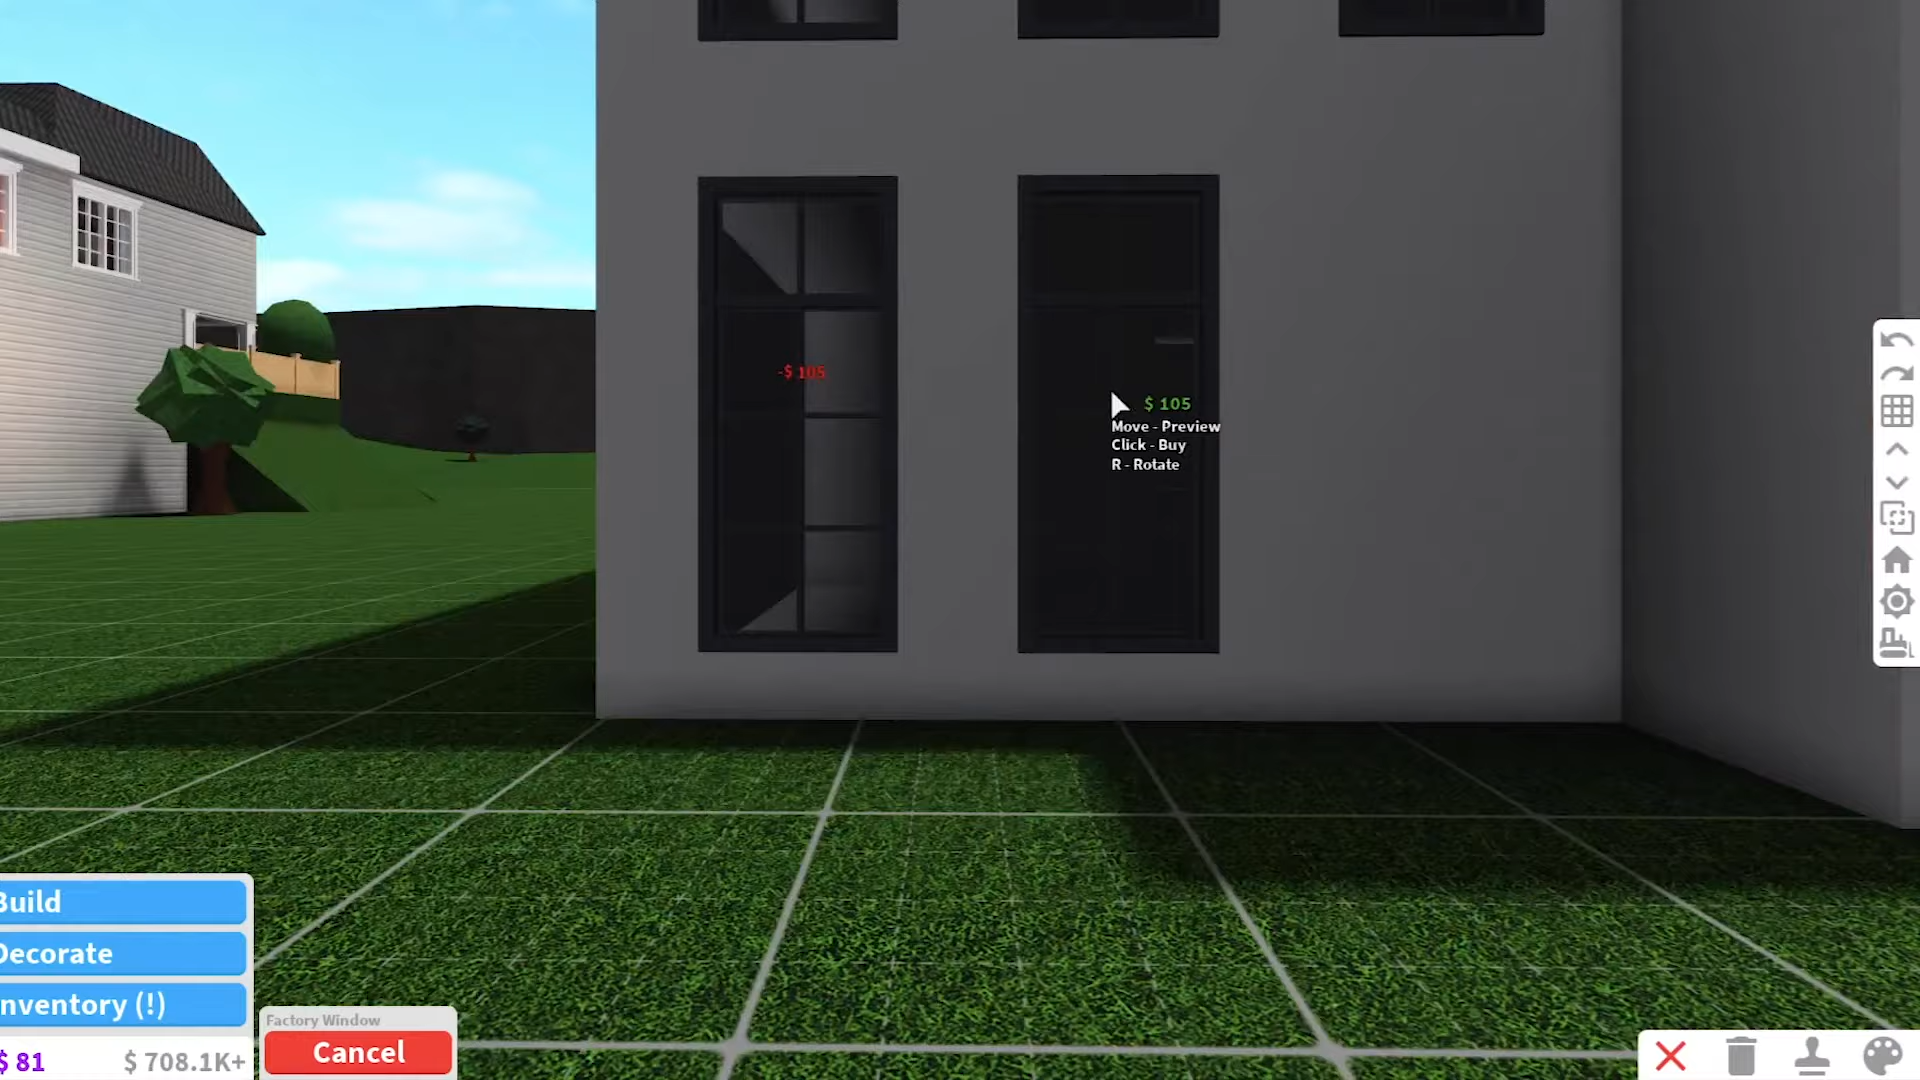 -$ 105
$ 105
Move - Preview
Click - Buy
R - Rotate
Build
Decorate
nventory (!)
$ 81
$ 708.1K+
Factory Window
Cancel